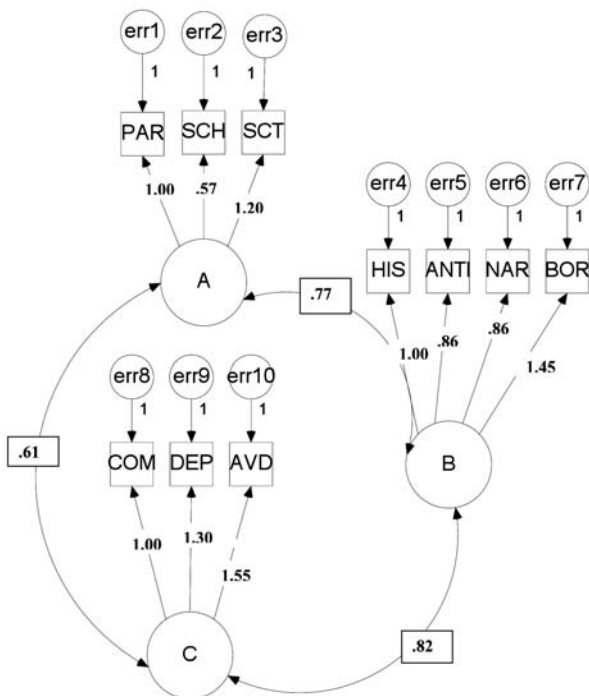 err1 err2 err3
1 1 1
PAR SCH SCT
1.00 .57 1.20
A
err4 err5 err6 err7
1 1 1 1
HIS ANTI NAR BOR
.77
1.00 .86 .86 1.45
B
err8 err9 err10
1 1 1
COM DEP AVD
.61
1.00 1.30 1.55
C
.82